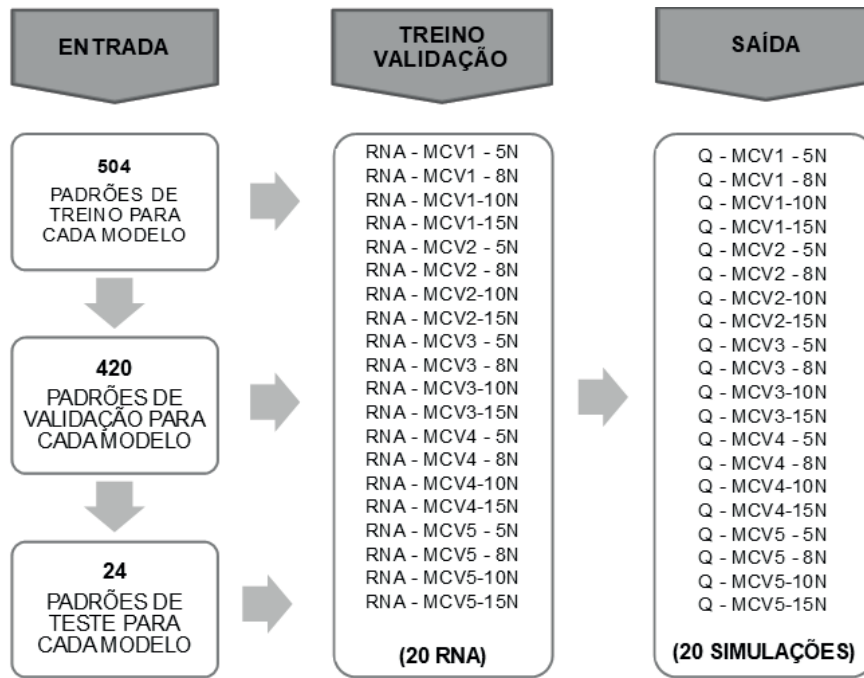 ENTRADA
TREINO
VALIDAÇÃO
SAÍDA
504
PADRÕES DE
TREINO PARA
CADA MODELO
420
PADRÕES DE
VALIDAÇÃO PARA
CADA MODELO
24
PADRÕES DE
TESTE PARA
CADA MODELO
RNA - MCV1 - 5N
RNA - MCV1 - 8N
RNA - MCV1-10N
RNA - MCV1-15N
RNA - MCV2 - 5N
RNA - MCV2 - 8N
RNA - MCV2-10N
RNA - MCV2-15N
RNA - MCV3 - 5N
RNA - MCV3 - 8N
RNA - MCV3-10N
RNA - MCV3-15N
RNA - MCV4 - 5N
RNA - MCV4 - 8N
RNA - MCV4-10N
RNA - MCV4-15N
RNA - MCV5 - 5N
RNA - MCV5 - 8N
RNA - MCV5-10N
RNA - MCV5-15N
(20 RNA)
Q - MCV1 - 5N
Q - MCV1 - 8N
Q - MCV1-10N
Q - MCV1-15N
Q - MCV2 - 5N
Q - MCV2 - 8N
Q - MCV2-10N
Q - MCV2-15N
Q - MCV3 - 5N
Q - MCV3 - 8N
Q - MCV3-10N
Q - MCV3-15N
Q - MCV4 - 5N
Q - MCV4 - 8N
Q - MCV4-10N
Q - MCV4-15N
Q - MCV5 - 5N
Q - MCV5 - 8N
Q - MCV5-10N
Q - MCV5-15N
(20 SIMULAÇÕES)